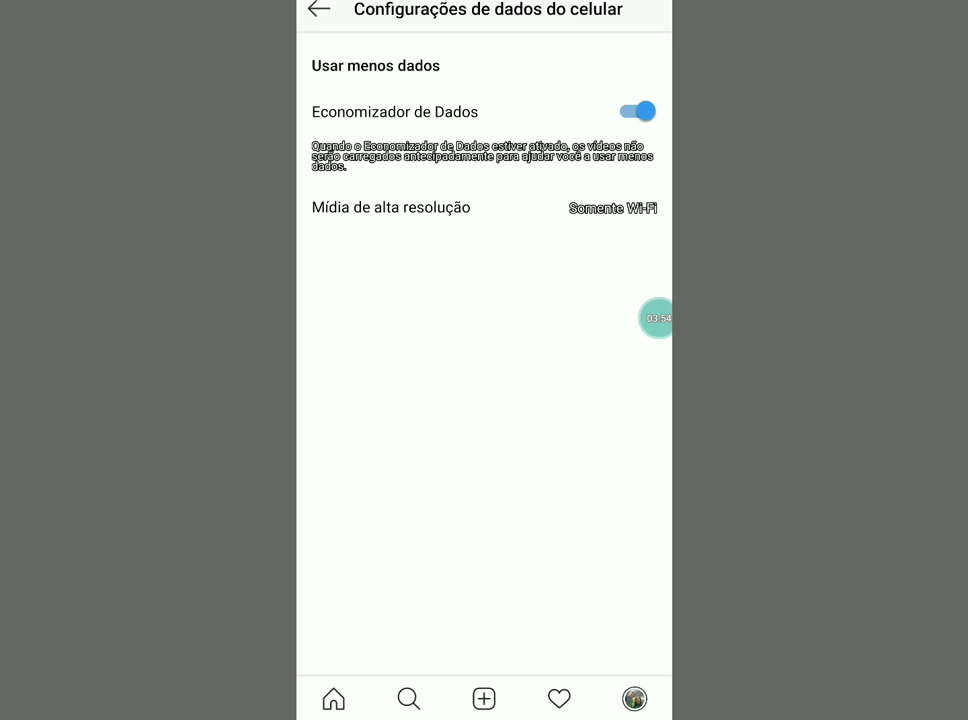 Configurações de dados do celular
Usar menos dados
Economizador de Dados
Quando o Economizador de Dados estiver ativado, os vídeos não
serão carregados antecipadamente para ajudar você a usar menos
dados.
Mídia de alta resolução Somente Wi-Fi
03:54